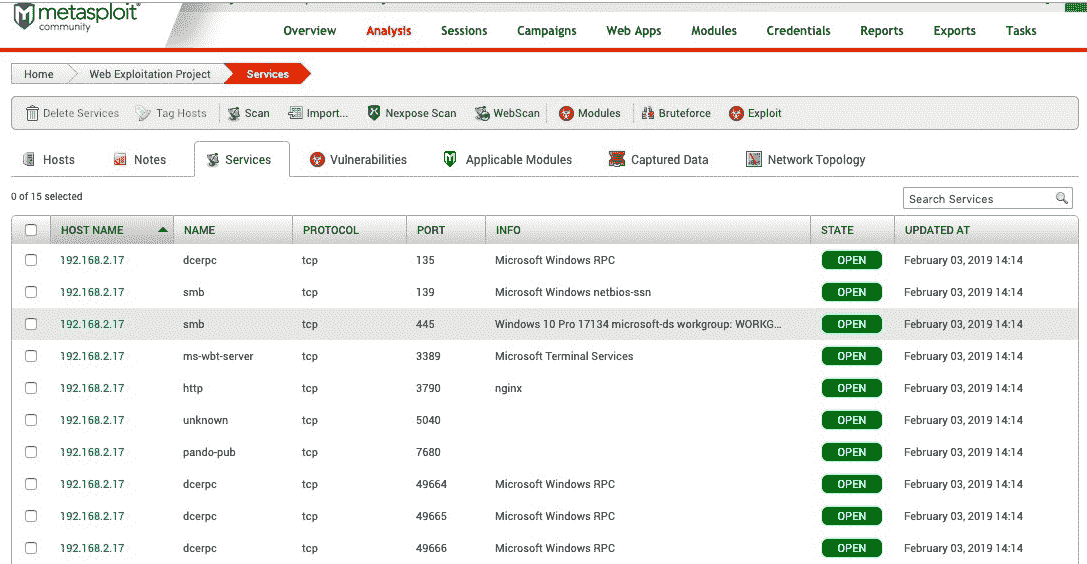 metasploit®
community
Overview Analysis Sessions Campaigns Web Apps Modules Credentials Reports Exports Tasks
Home Web Exploitation Project Services
Delete Services Tag Hosts Scan Import... Nexpose Scan WebScan Modules Bruteforce Exploit
Hosts Notes Services Vulnerabilities Applicable Modules Captured Data Network Topology
0 of 15 selected
Search Services
HOST NAME NAME PROTOCOL PORT INFO STATE UPDATED AT
192.168.2.17 dcerpc tcp 135 Microsoft Windows RPC OPEN February 03, 2019 14:14
192.168.2.17 smb tcp 139 Microsoft Windows netbios-ssn OPEN February 03, 2019 14:14
192.168.2.17 smb tcp 445 Windows 10 Pro 17134 microsoft-ds workgroup: WORKG... OPEN February 03, 2019 14:14
192.168.2.17 ms-wbt-server tcp 3389 Microsoft Terminal Services OPEN February 03, 2019 14:14
192.168.2.17 http tcp 3790 nginx OPEN February 03, 2019 14:14
192.168.2.17 unknown tcp 5040 OPEN February 03, 2019 14:14
192.168.2.17 pando-pub tcp 7680 OPEN February 03, 2019 14:14
192.168.2.17 dcerpc tcp 49664 Microsoft Windows RPC OPEN February 03, 2019 14:14
192.168.2.17 dcerpc tcp 49665 Microsoft Windows RPC OPEN February 03, 2019 14:14
192.168.2.17 dcerpc tcp 49666 Microsoft Windows RPC OPEN February 03, 2019 14:14